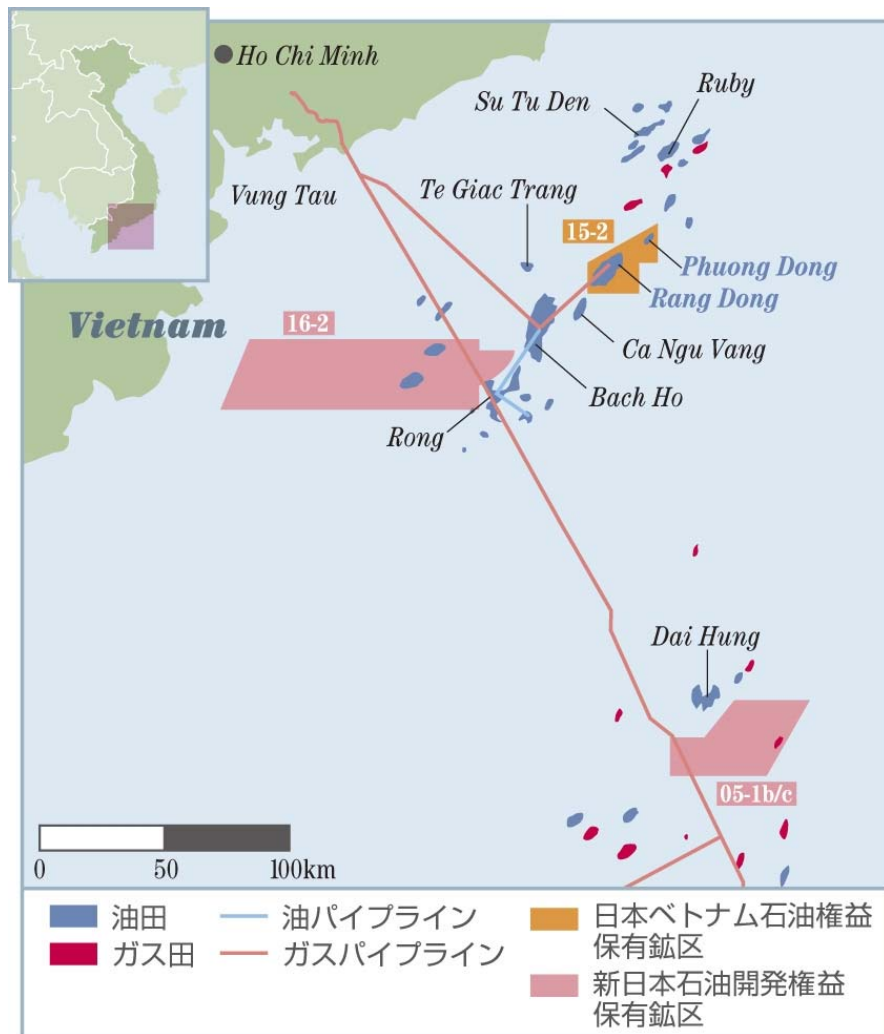 Ho Chi Minh
Su Tu Den
Ruby
Vung Tau
Te Giac Trang
15-2
Phuong Dong
Rang Dong
Vietnam
16-2
Ca Ngu Vang
Bach Ho
Rong
Dai Hung
05-1b/c
0 50 100km
油田
油パイプライン
日本ベトナム石油権益
保有鉱区
ガス田
ガスパイプライン
新日本石油開発権益
保有鉱区